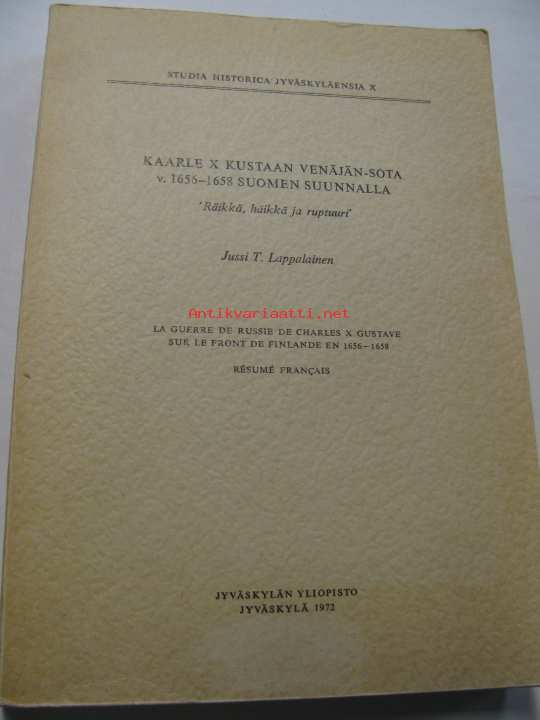 STUDIA HISTORICA JYVÄSKYLÄENSIA X
KAARLE X KUSTAAN VENÄJÄN-SOTA
v. 1656–1658 SUOMEN SUUNNALLA
'Räikkä, häikkä ja ruptuuri'
Jussi T. Lappalainen
Antikvariaatti.net
LA GUERRE DE RUSSIE DE CHARLES X GUSTAVE
SUR LE FRONT DE FINLANDE EN 1656–1658
RÉSUMÉ FRANÇAIS
JYVÄSKYLÄN YLIOPISTO
JYVÄSKYLÄ 1972